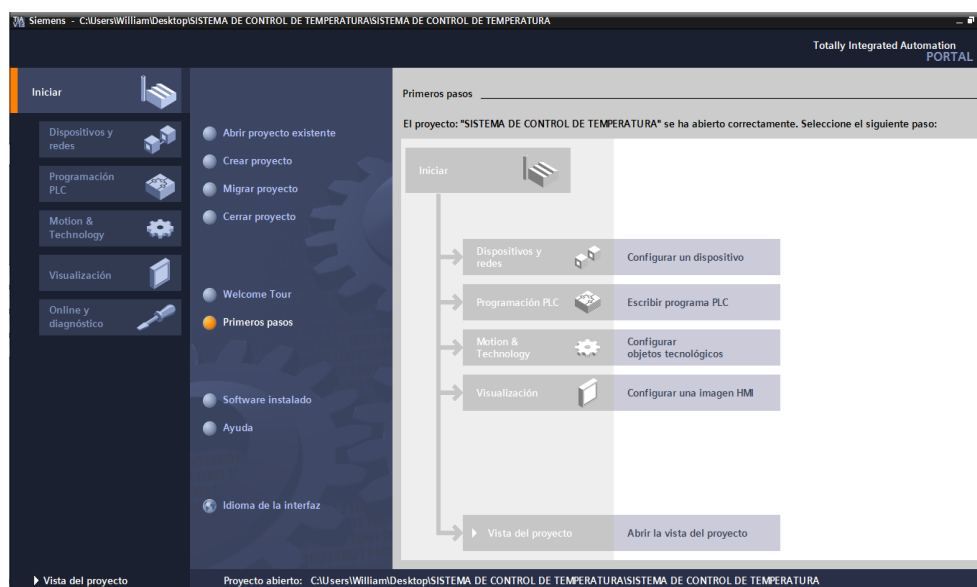 Siemens - C:\Users\William\Desktop\SISTEMA DE CONTROL DE TEMPERATURA\SISTEMA DE CONTROL DE TEMPERATURA
Totally Integrated Automation
PORTAL
Iniciar
Dispositivos y
redes
Programación
PLC
Motion &
Technology
Visualización
Online y
diagnóstico
Vista del proyecto
Abrir proyecto existente
Crear proyecto
Migrar proyecto
Cerrar proyecto
Welcome Tour
Primeros pasos
Software instalado
Ayuda
Idioma de la interfaz
Primeros pasos
El proyecto: "SISTEMA DE CONTROL DE TEMPERATURA" se ha abierto correctamente. Seleccione el siguiente paso:
Iniciar
Dispositivos y
redes
Configurar un dispositivo
Programación PLC
Escribir programa PLC
Motion &
Technology
Configurar
objetos tecnológicos
Visualización
Configurar una imagen HMI
Vista del proyecto
Abrir la vista del proyecto
Proyecto abierto: C:\Users\William\Desktop\SISTEMA DE CONTROL DE TEMPERATURA\SISTEMA DE CONTROL DE TEMPERATURA